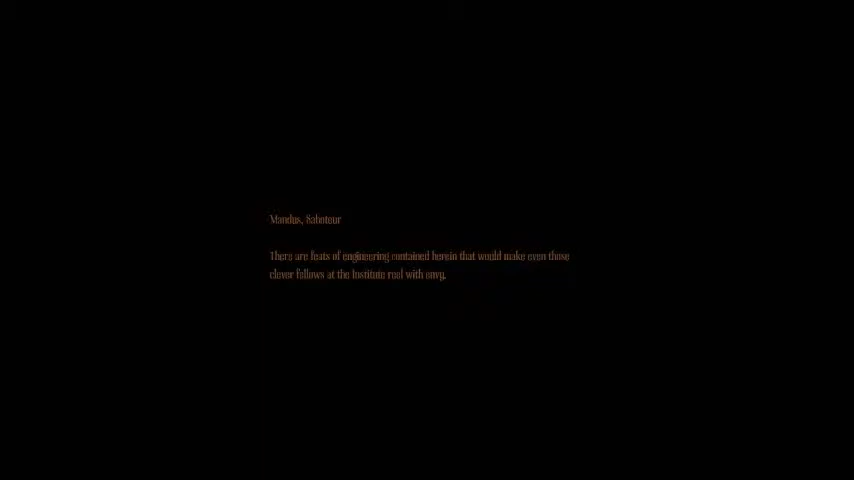 Mandus, Saboteur
There are feats of engineering contained herein that would make even those
clever fellows at the Institute reel with envy.